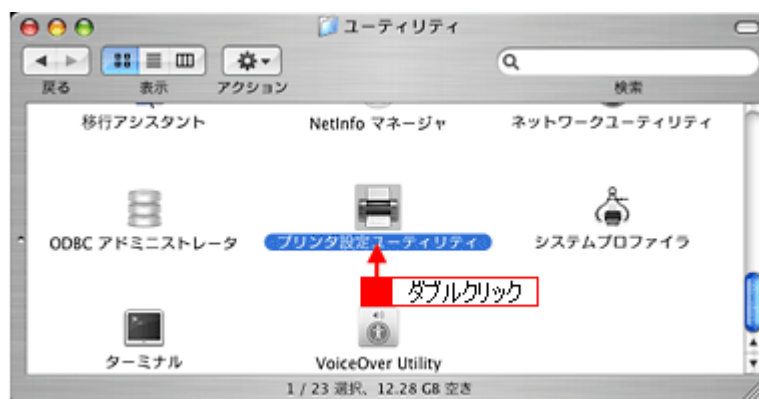 ユーティリティ
戻る 表示 アクション 検索
移行アシスタント NetInfo マネージャ ネットワークユーティリティ
ODBC アドミニストレータ プリンタ設定ユーティリティ システムプロファイラ
ダブルクリック
ターミナル VoiceOver Utility
1 / 23 選択、12.28 GB 空き